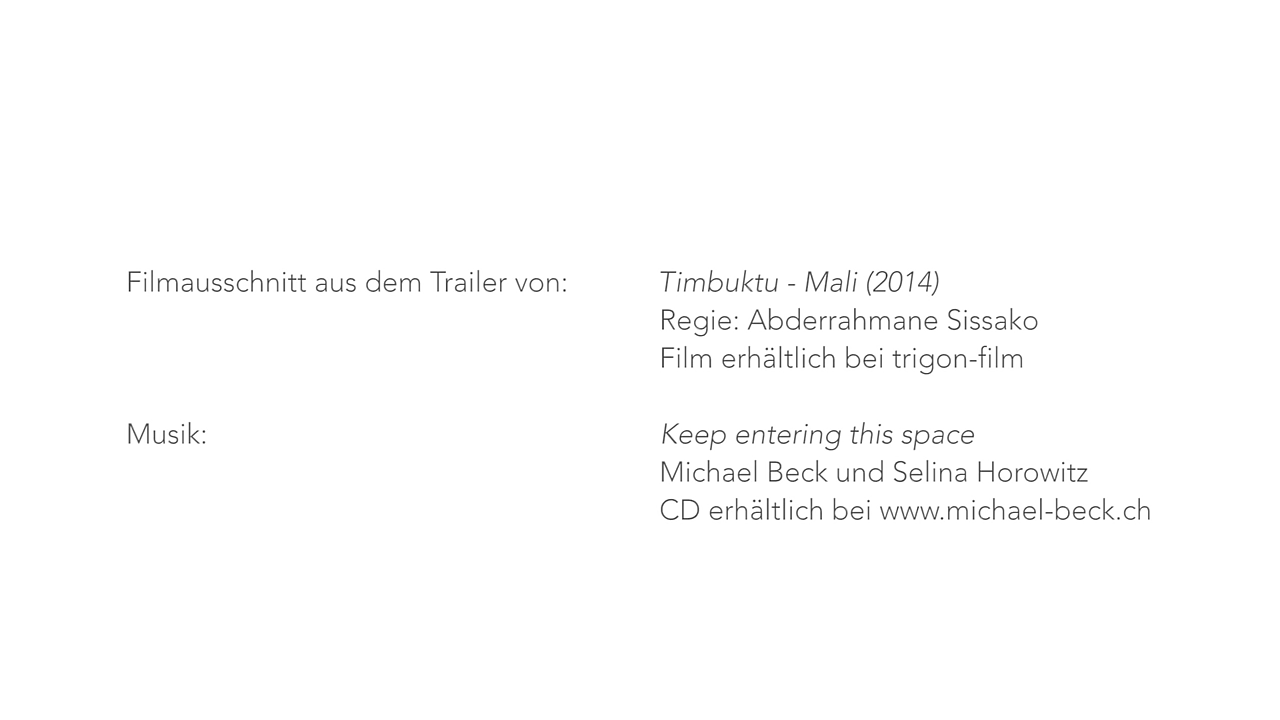 Filmausschnitt aus dem Trailer von: Timbuktu - Mali (2014)
Regie: Abderrahmane Sissako
Film erhältlich bei trigon-film
Musik: Keep entering this space
Michael Beck und Selina Horowitz
CD erhältlich bei www.michael-beck.ch